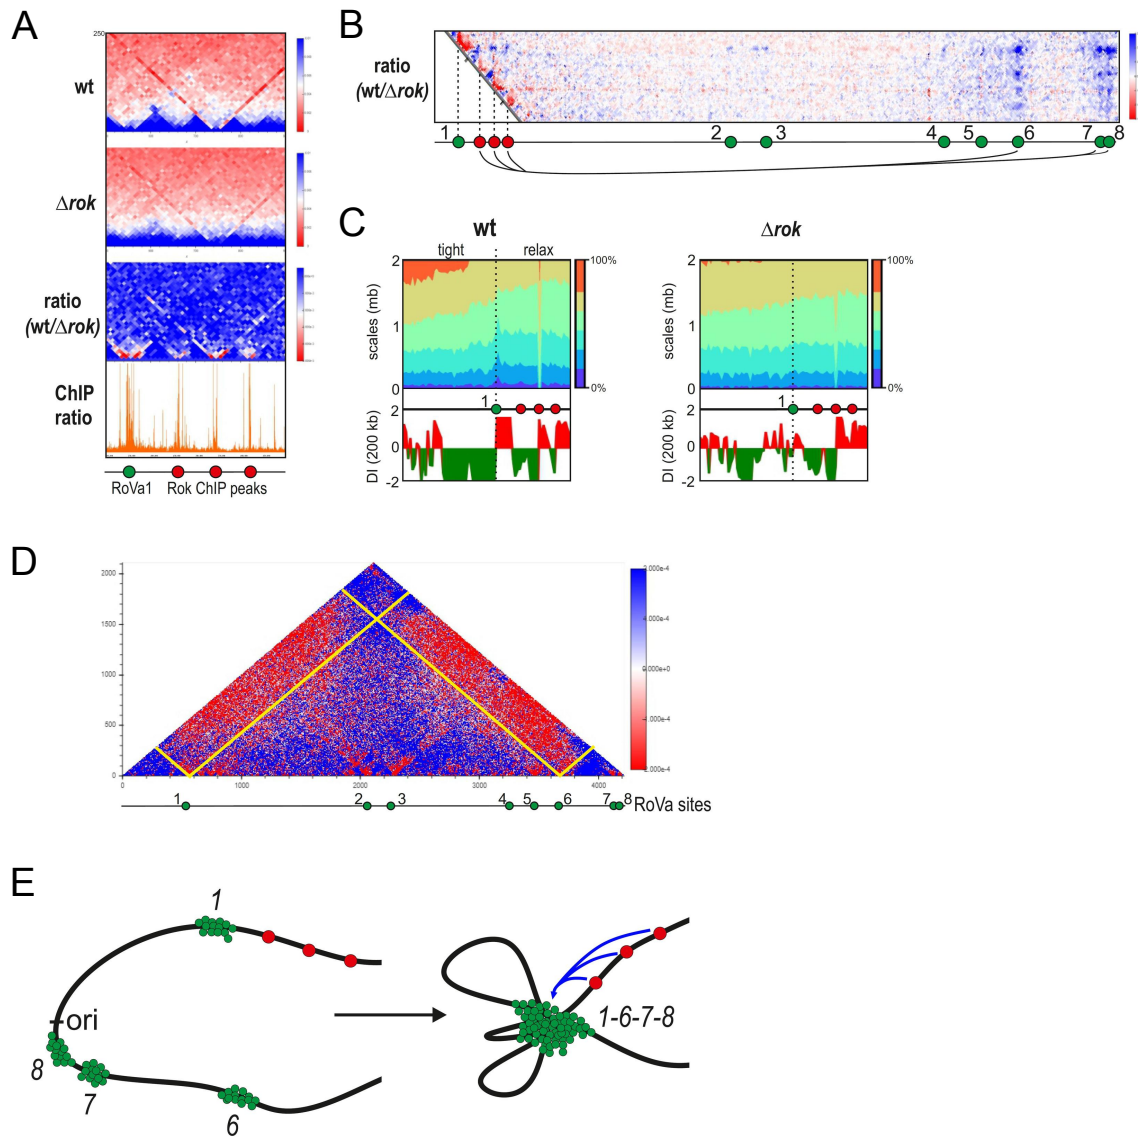 A
250
wt
Δrok
ratio
(wt/Δrok)
ChIP
ratio
RoVa1 Rok ChIP peaks
B
ratio
(wt/Δrok)
1 2 3 4 5 6 7 8
C
wt Δrok
tight relax
scales (mb)
2
1
0
100%
0%
1
DI (200 kb)
2
0
-2
scales (mb)
2
1
0
100%
0%
1
DI (200 kb)
2
0
-2
D
2000
1500
1000
500
0
0 1000 2000 3000 4000
1 2 3 4 5 6 7 8 RoVa sites
E
1
ori
8
7
6
1-6-7-8